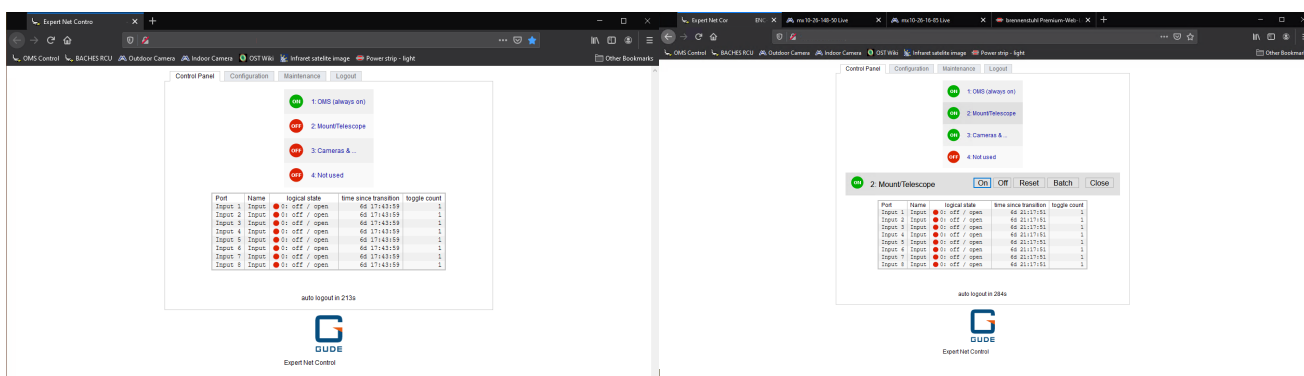 Expert Net Contro
OMS Control BACHES RCU Outdoor Camera Indoor Camera OST Wiki Infraret satelite image Power strip - light Other Bookmarks
Control Panel Configuration Maintenance Logout
ON 1: OMS (always on)
OFF 2: Mount/Telescope
OFF 3: Cameras & ...
OFF 4: Not used
Port Name logical state time since transition toggle count
Input 1 Input 0: off / open 6d 17:43:59 1
Input 2 Input 0: off / open 6d 17:43:59 1
Input 3 Input 0: off / open 6d 17:43:59 1
Input 4 Input 0: off / open 6d 17:43:59 1
Input 5 Input 0: off / open 6d 17:43:59 1
Input 6 Input 0: off / open 6d 17:43:59 1
Input 7 Input 0: off / open 6d 17:43:59 1
Input 8 Input 0: off / open 6d 17:43:59 1
auto logout in 213s
GUDE
Expert Net Control
Expert Net Cor ENC mx10-26-148-50 Live mx10-26-16-85 Live brennenstuhl Premium-Web-
OMS Control BACHES RCU Outdoor Camera Indoor Camera OST Wiki Infraret satelite image Power strip - light Other Bookmar
Control Panel Configuration Maintenance Logout
ON 1: OMS (always on)
ON 2: Mount/Telescope
ON 3: Cameras & ...
OFF 4: Not used
ON 2: Mount/Telescope On Off Reset Batch Close
Port Name logical state time since transition toggle count
Input 1 Input 0: off / open 6d 21:17:51 1
Input 2 Input 0: off / open 6d 21:17:51 1
Input 3 Input 0: off / open 6d 21:17:51 1
Input 4 Input 0: off / open 6d 21:17:51 1
Input 5 Input 0: off / open 6d 21:17:51 1
Input 6 Input 0: off / open 6d 21:17:51 1
Input 7 Input 0: off / open 6d 21:17:51 1
Input 8 Input 0: off / open 6d 21:17:51 1
auto logout in 284s
GUDE
Expert Net Control